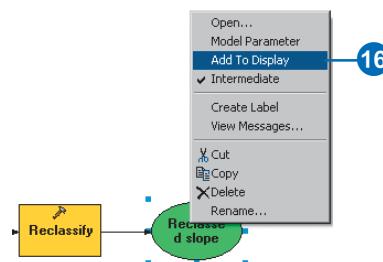 Open...
Model Parameter
Add To Display
16
Intermediate
Create Label
View Messages...
Cut
Copy
Delete
Rename...
Reclassify
Reclasse
d slope